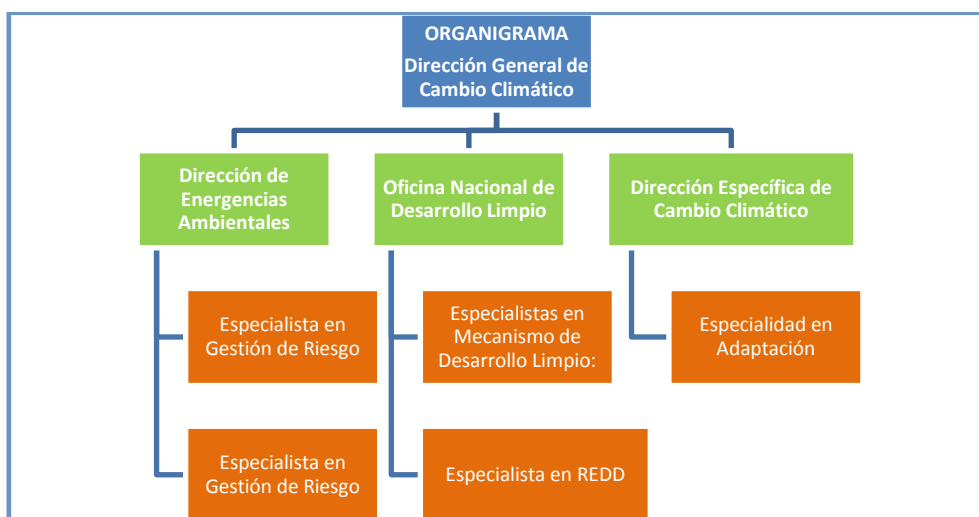 ORGANIGRAMA
Dirección General de
Cambio Climático
Dirección de
Energencias
Ambientales
Oficina Nacional de
Desarrollo Limpio
Dirección Específica de
Cambio Climático
Especialista en
Gestión de Riesgo
Especialistas en
Mecanismo de
Desarrollo Limpio:
Especialidad en
Adaptación
Especialista en
Gestión de Riesgo
Especialista en REDD